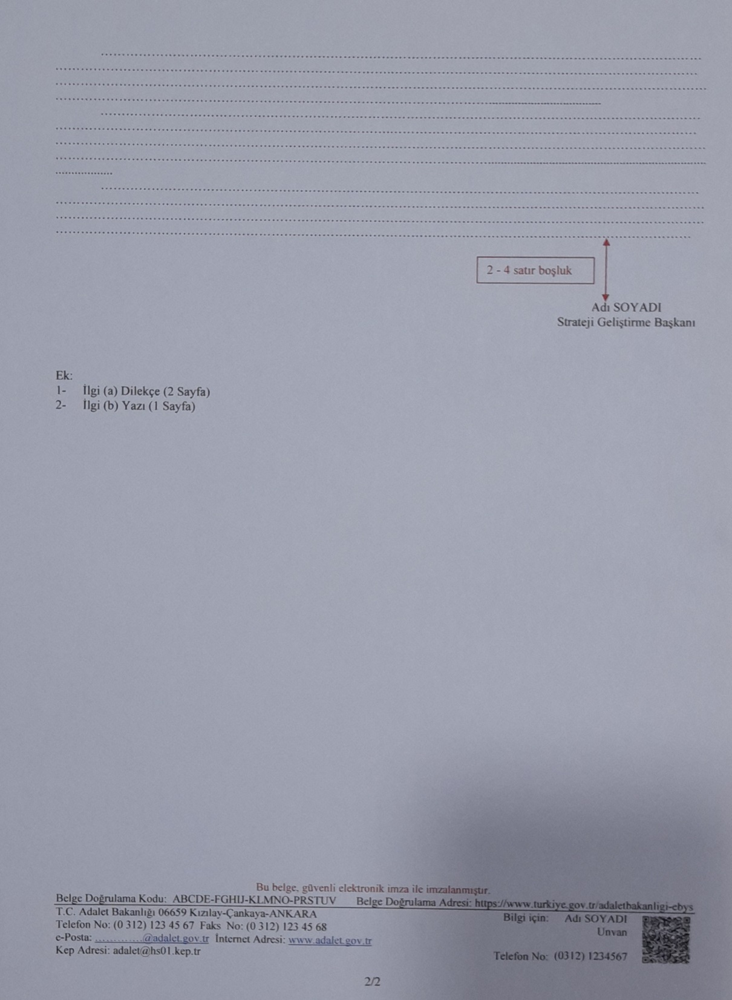 2 - 4 satır boşluk
Adı SOYADI
Strateji Geliştirme Başkanı
Ek:
1- İlgi (a) Dilekçe (2 Sayfa)
2- İlgi (b) Yazı (1 Sayfa)
Bu belge, güvenli elektronik imza ile imzalanmıştır.
Belge Doğrulama Kodu: ABCDE-FGHIJ-KLMNO-PRSTUV Belge Doğrulama Adresi: https://www.turkiye.gov.tr/adaletbakanligi-ebys
T.C. Adalet Bakanlığı 06659 Kızılay-Çankaya-ANKARA
Telefon No: (0 312) 123 45 67 Faks No: (0 312) 123 45 68
e-Posta: .............@adalet.gov.tr İnternet Adresi: www.adalet.gov.tr
Kep Adresi: adalet@hs01.kep.tr
Bilgi için: Adı SOYADI
Unvan
Telefon No: (0312) 1234567
2/2